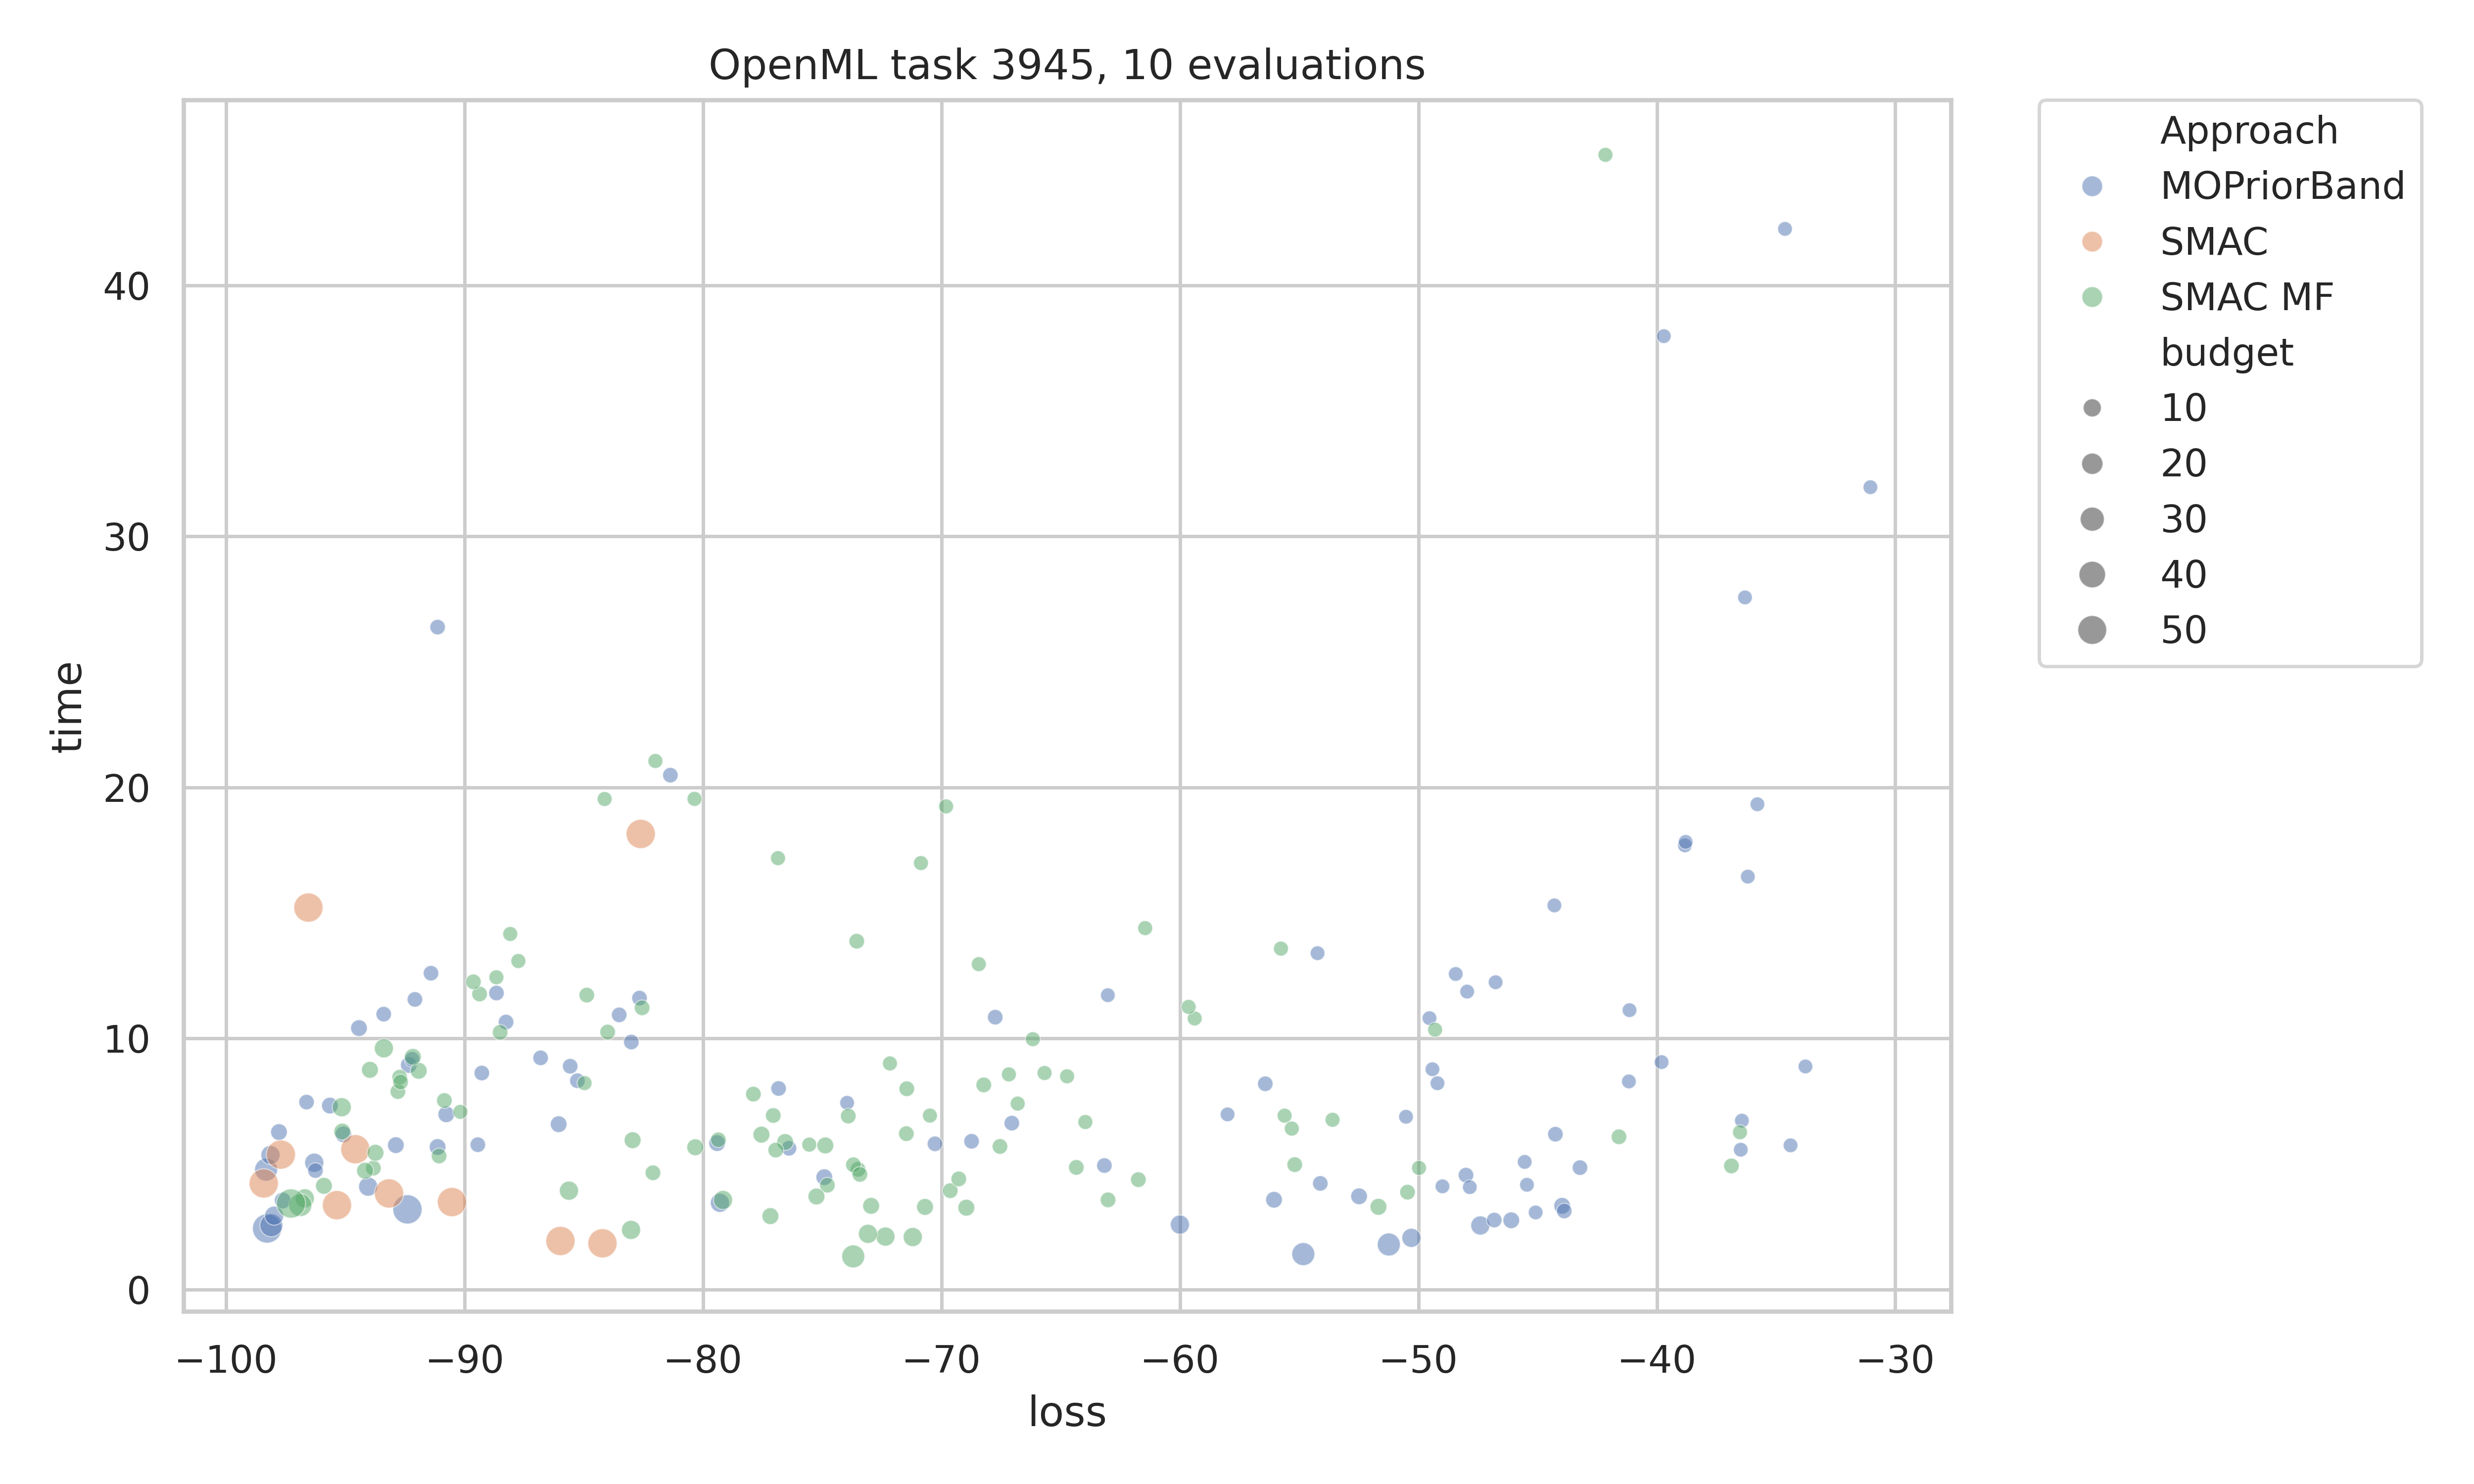 OpenML task 3945, 10 evaluations
Approach
MOPriorBand
SMAC
SMAC MF
budget
10
20
30
40
50
time
40
30
20
10
0
−100 −90 −80 −70 −60 −50 −40 −30
loss